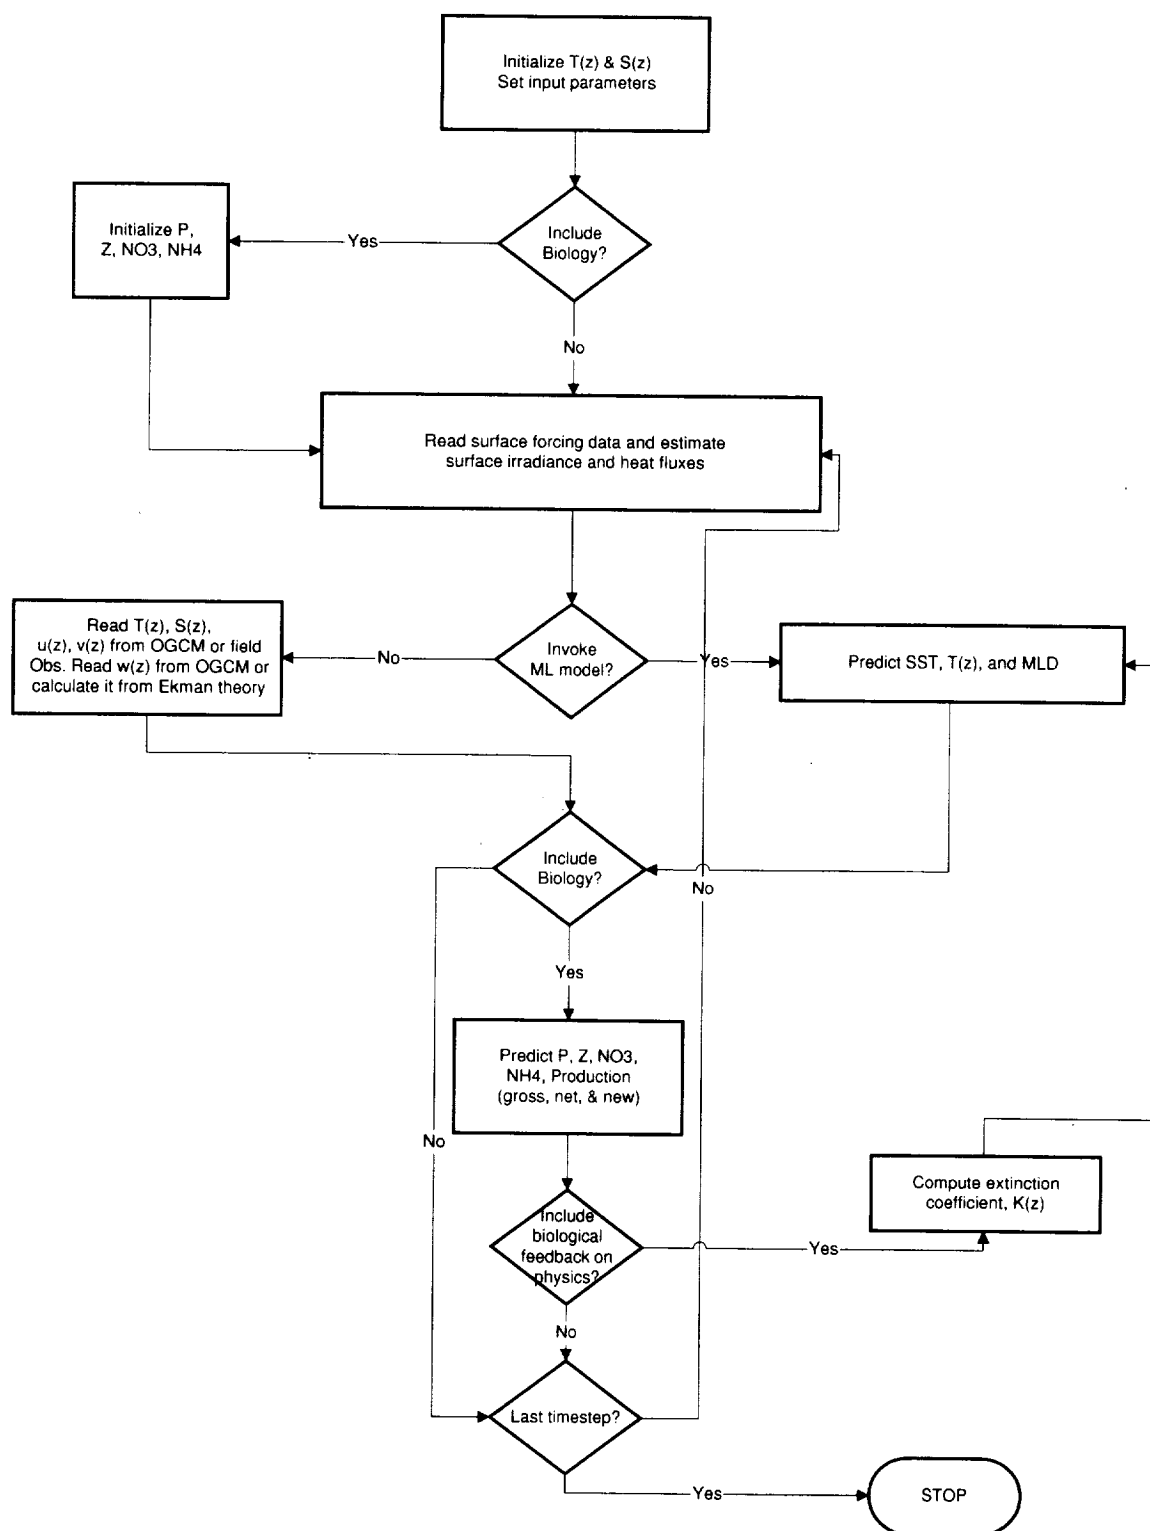 Initialize T(z) & S(z)
Set input parameters
Include
Biology?
Yes
Initialize P,
Z, NO3, NH4
No
Read surface forcing data and estimate
surface irradiance and heat fluxes
Read T(z), S(z),
u(z), v(z) from OGCM or field
Obs. Read w(z) from OGCM or
calculate it from Ekman theory
No
Invoke
ML model?
Yes
Predict SST, T(z), and MLD
Include
Biology?
No
Yes
Predict P, Z, NO3,
NH4, Production
(gross, net, & new)
No
Compute extinction
coefficient, K(z)
Include
biological
feedback on
physics?
Yes
No
Last timestep?
Yes
STOP